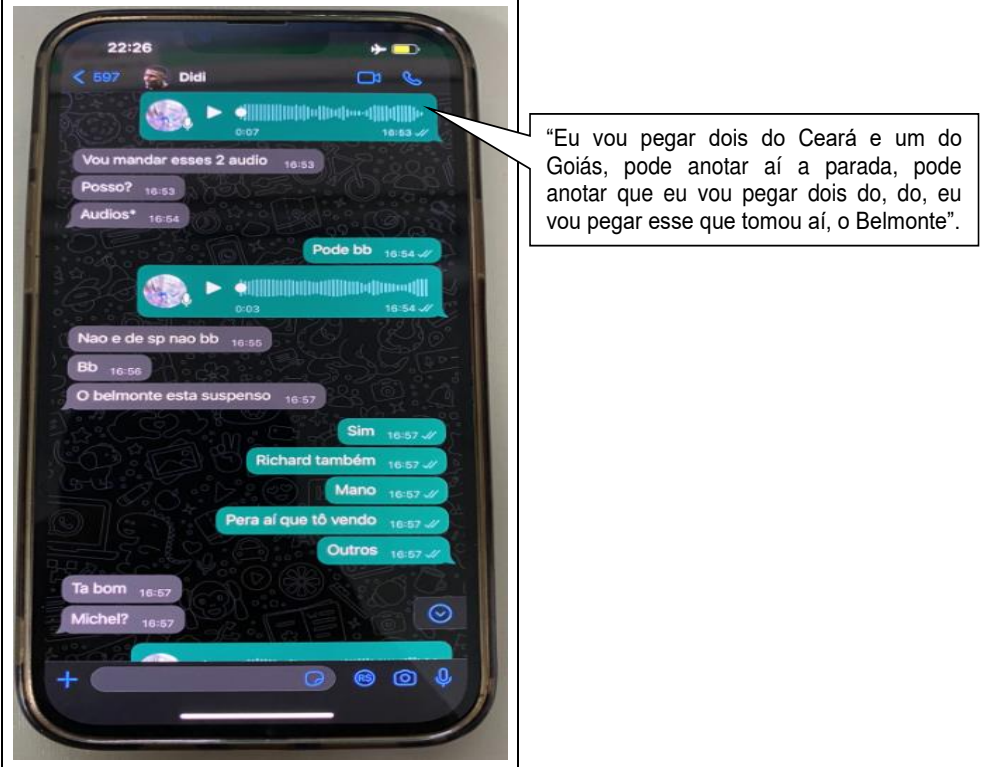 22:26
597 Didi
0:07 16:53
Vou mandar esses 2 audio 16:53
Posso? 16:53
Audios* 16:54
Pode bb 16:54
0:03 16:54
Nao e de sp nao bb 16:55
Bb 16:56
O belmonte esta suspenso 16:57
Sim 16:57
Richard também 16:57
Mano 16:57
Pera aí que tô vendo 16:57
Outros 16:57
Ta bom 16:57
Michel? 16:57
R$
“Eu vou pegar dois do Ceará e um do
Goiás, pode anotar aí a parada, pode
anotar que eu vou pegar dois do, do, eu
vou pegar esse que tomou aí, o Belmonte”.